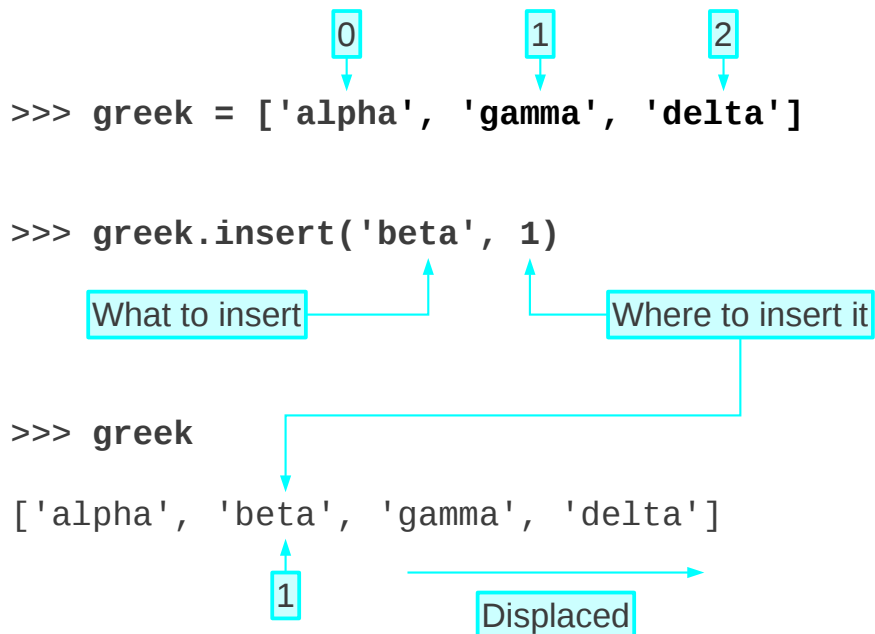 0 1 2
>>> greek = ['alpha', 'gamma', 'delta']
>>> greek.insert('beta', 1)
What to insert Where to insert it
>>> greek
['alpha', 'beta', 'gamma', 'delta']
1
Displaced